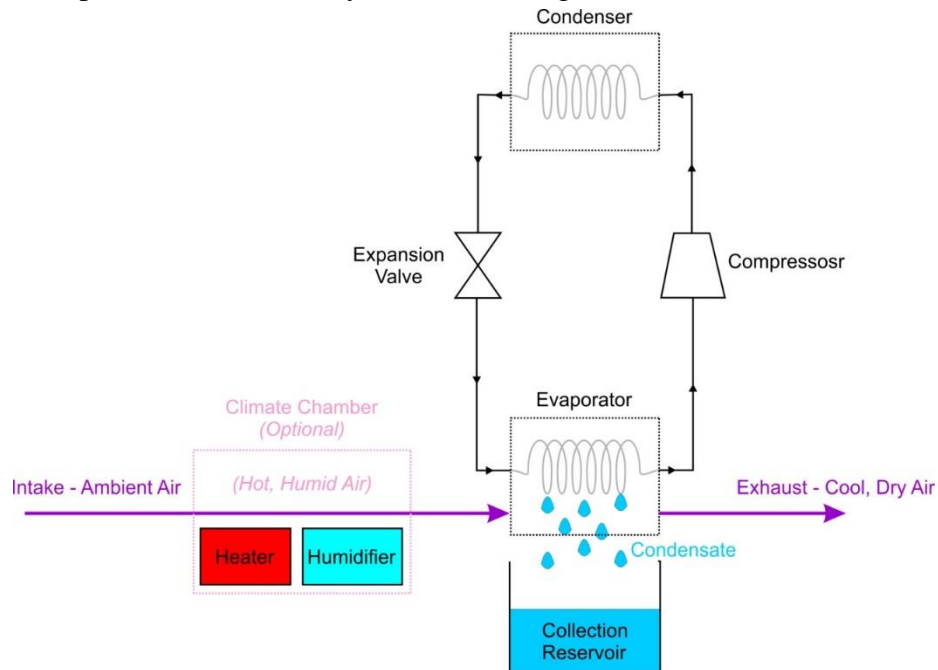 Condenser
Expansion
Valve
Compressosr
Evaporator
Climate Chamber
(Optional)
(Hot, Humid Air)
Intake - Ambient Air
Exhaust - Cool, Dry Air
Heater
Humidifier
Condensate
Collection
Reservoir